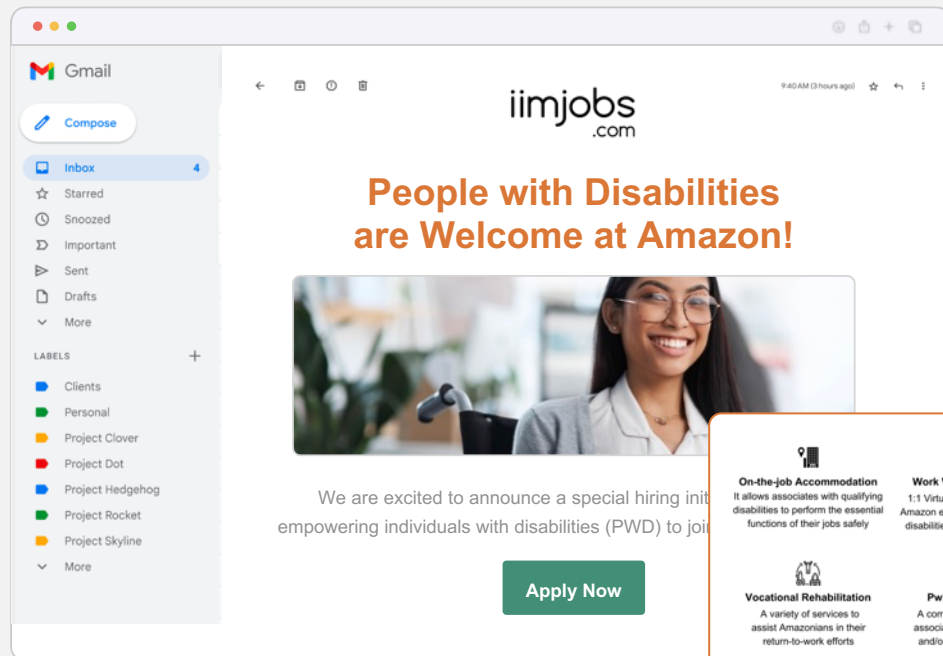 Gmail
9:40 AM (3 hours ago)
Compose
Inbox 4
Starred
Snoozed
Important
Sent
Drafts
More
LABELS
Clients
Personal
Project Clover
Project Dot
Project Hedgehog
Project Rocket
Project Skyline
More
iimjobs
.com
People with Disabilities
are Welcome at Amazon!
We are excited to announce a special hiring
empowering individuals with disabilities (PWD) to
Apply Now
On-the-job Accommodation
It allows associates with qualifying
disabilities to perform the essential
functions of their jobs safely
Work
1:1
Amazon
Vocational Rehabilitation
A variety of services to
assist Amazonians in their
return-to-work efforts
A